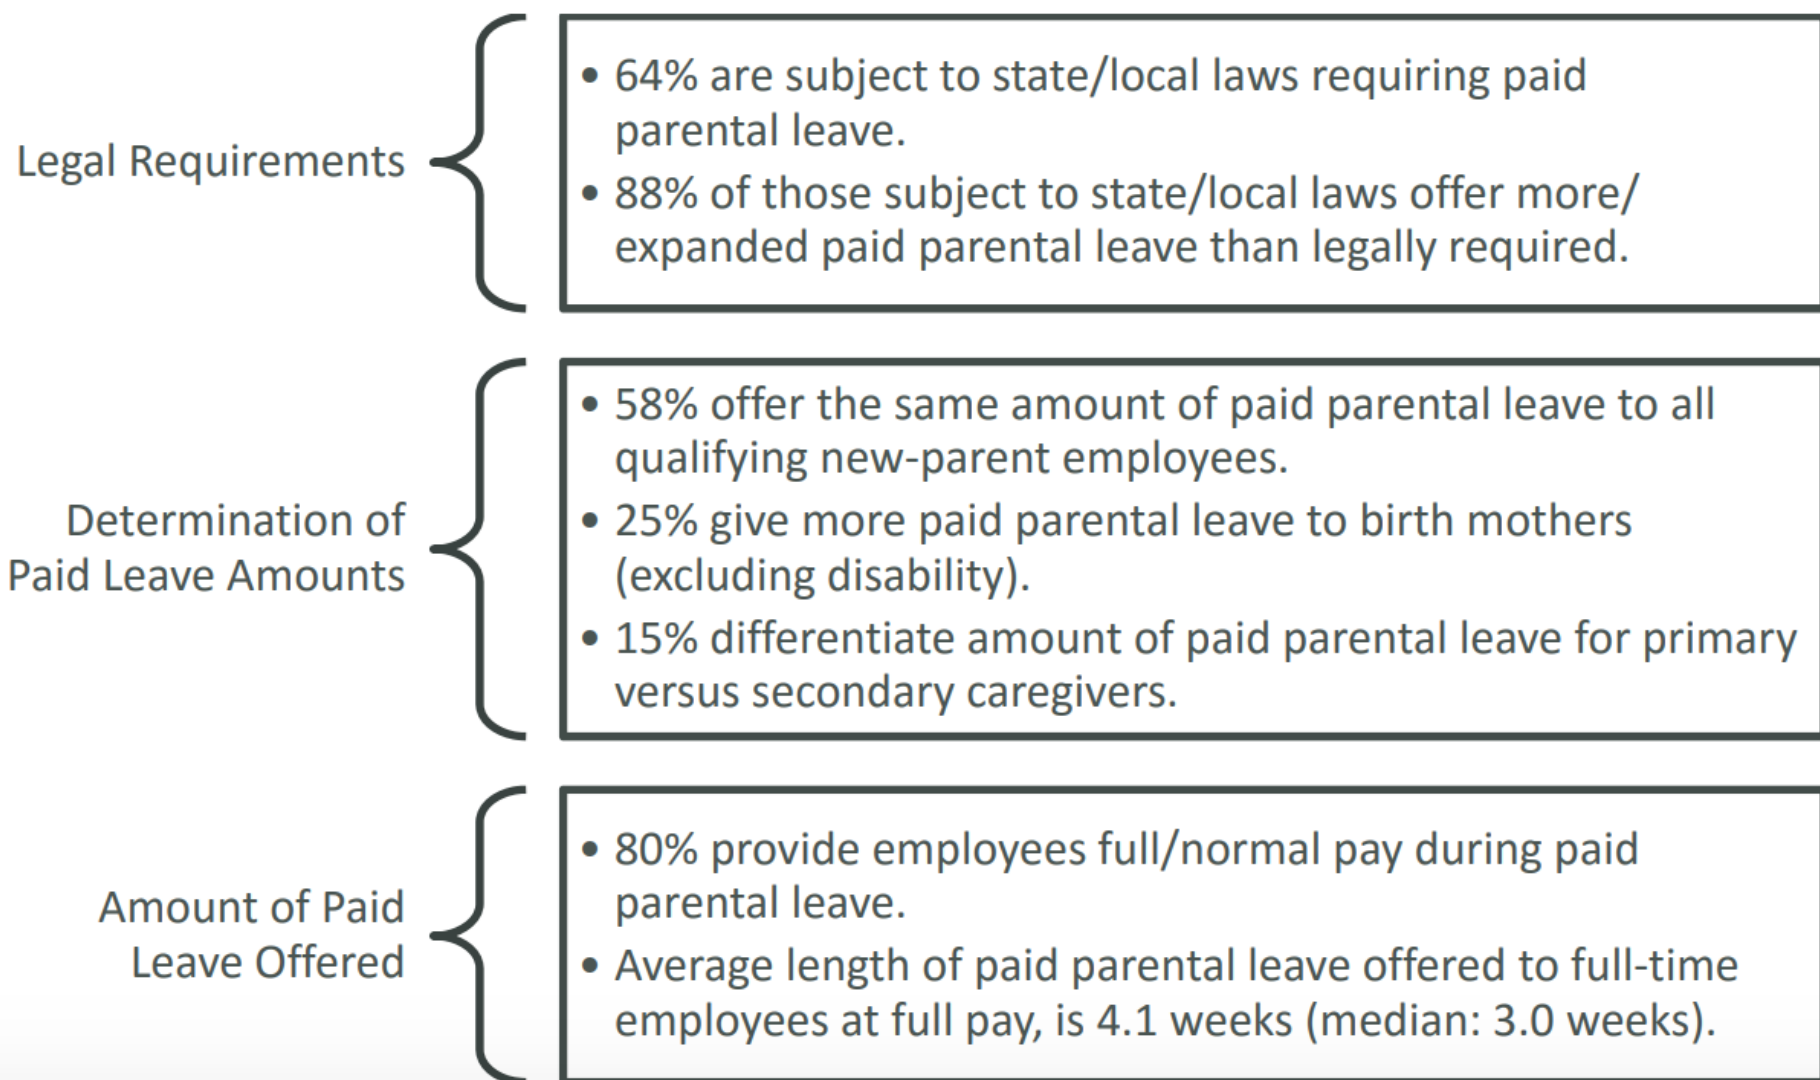 Legal Requirements
• 64% are subject to state/local laws requiring paid
parental leave.
• 88% of those subject to state/local laws offer more/
expanded paid parental leave than legally required.
Determination of
Paid Leave Amounts
• 58% offer the same amount of paid parental leave to all
qualifying new-parent employees.
• 25% give more paid parental leave to birth mothers
(excluding disability).
• 15% differentiate amount of paid parental leave for primary
versus secondary caregivers.
Amount of Paid
Leave Offered
• 80% provide employees full/normal pay during paid
parental leave.
• Average length of paid parental leave offered to full-time
employees at full pay, is 4.1 weeks (median: 3.0 weeks).